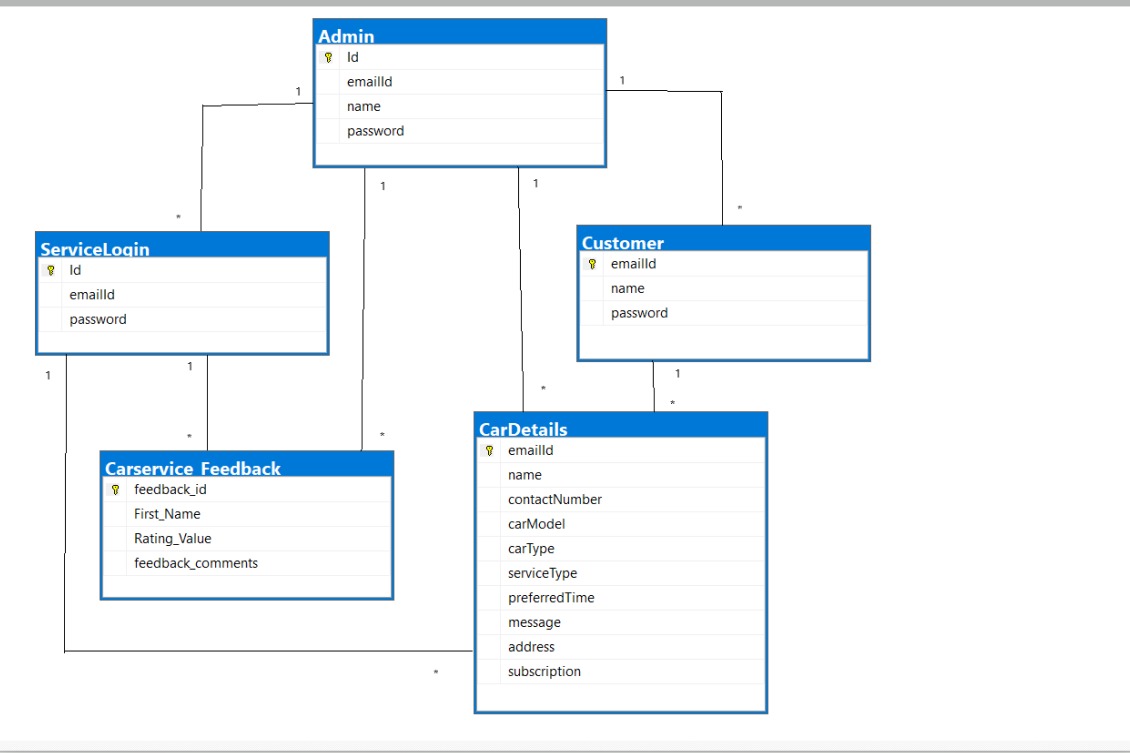 Admin
Id
emailId
name
password
1
1
1
1
*
*
ServiceLogin
Id
emailId
password
Customer
emailId
name
password
1
1
1
*
*
*
*
Carservice_Feedback
feedback_id
First_Name
Rating_Value
feedback_comments
CarDetails
emailId
name
contactNumber
carModel
carType
serviceType
preferredTime
message
address
subscription
*